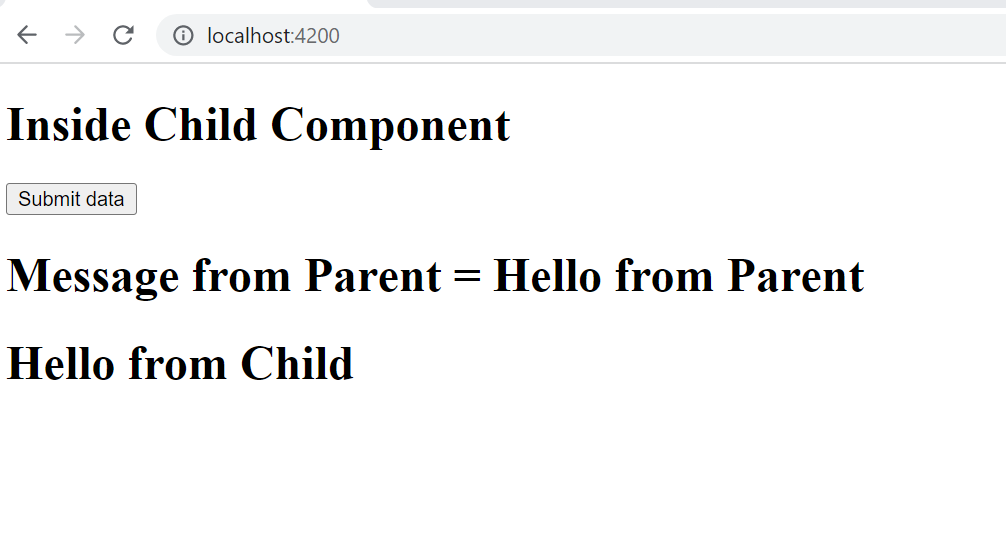 localhost:4200
Inside Child Component
Submit data
Message from Parent = Hello from Parent
Hello from Child